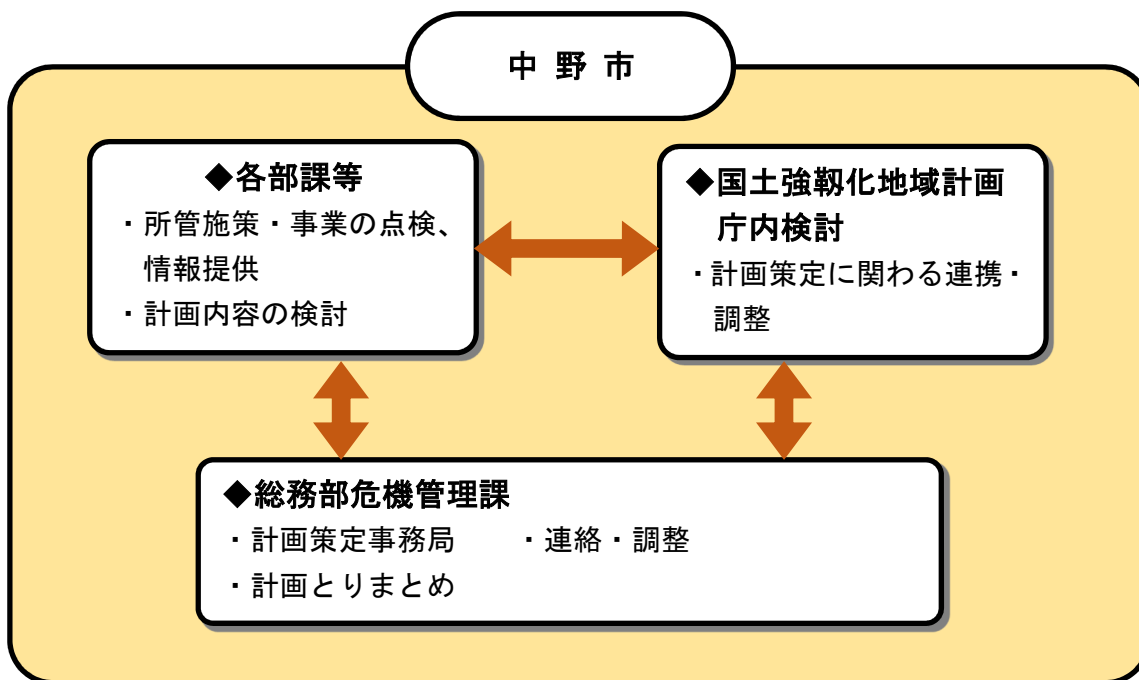 中野市
◆各部課等
・所管施策・事業の点検、
情報提供
・計画内容の検討
◆国土強靱化地域計画
庁内検討
・計画策定に関わる連携・
調整
◆総務部危機管理課
・計画策定事務局　　・連絡・調整
・計画とりまとめ